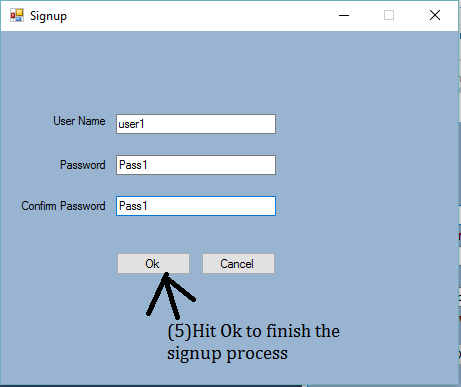 Signup
User Name
user1
Password
Pass1
Confirm Password
Pass1
Ok
Cancel
(5)Hit Ok to finish the
signup process